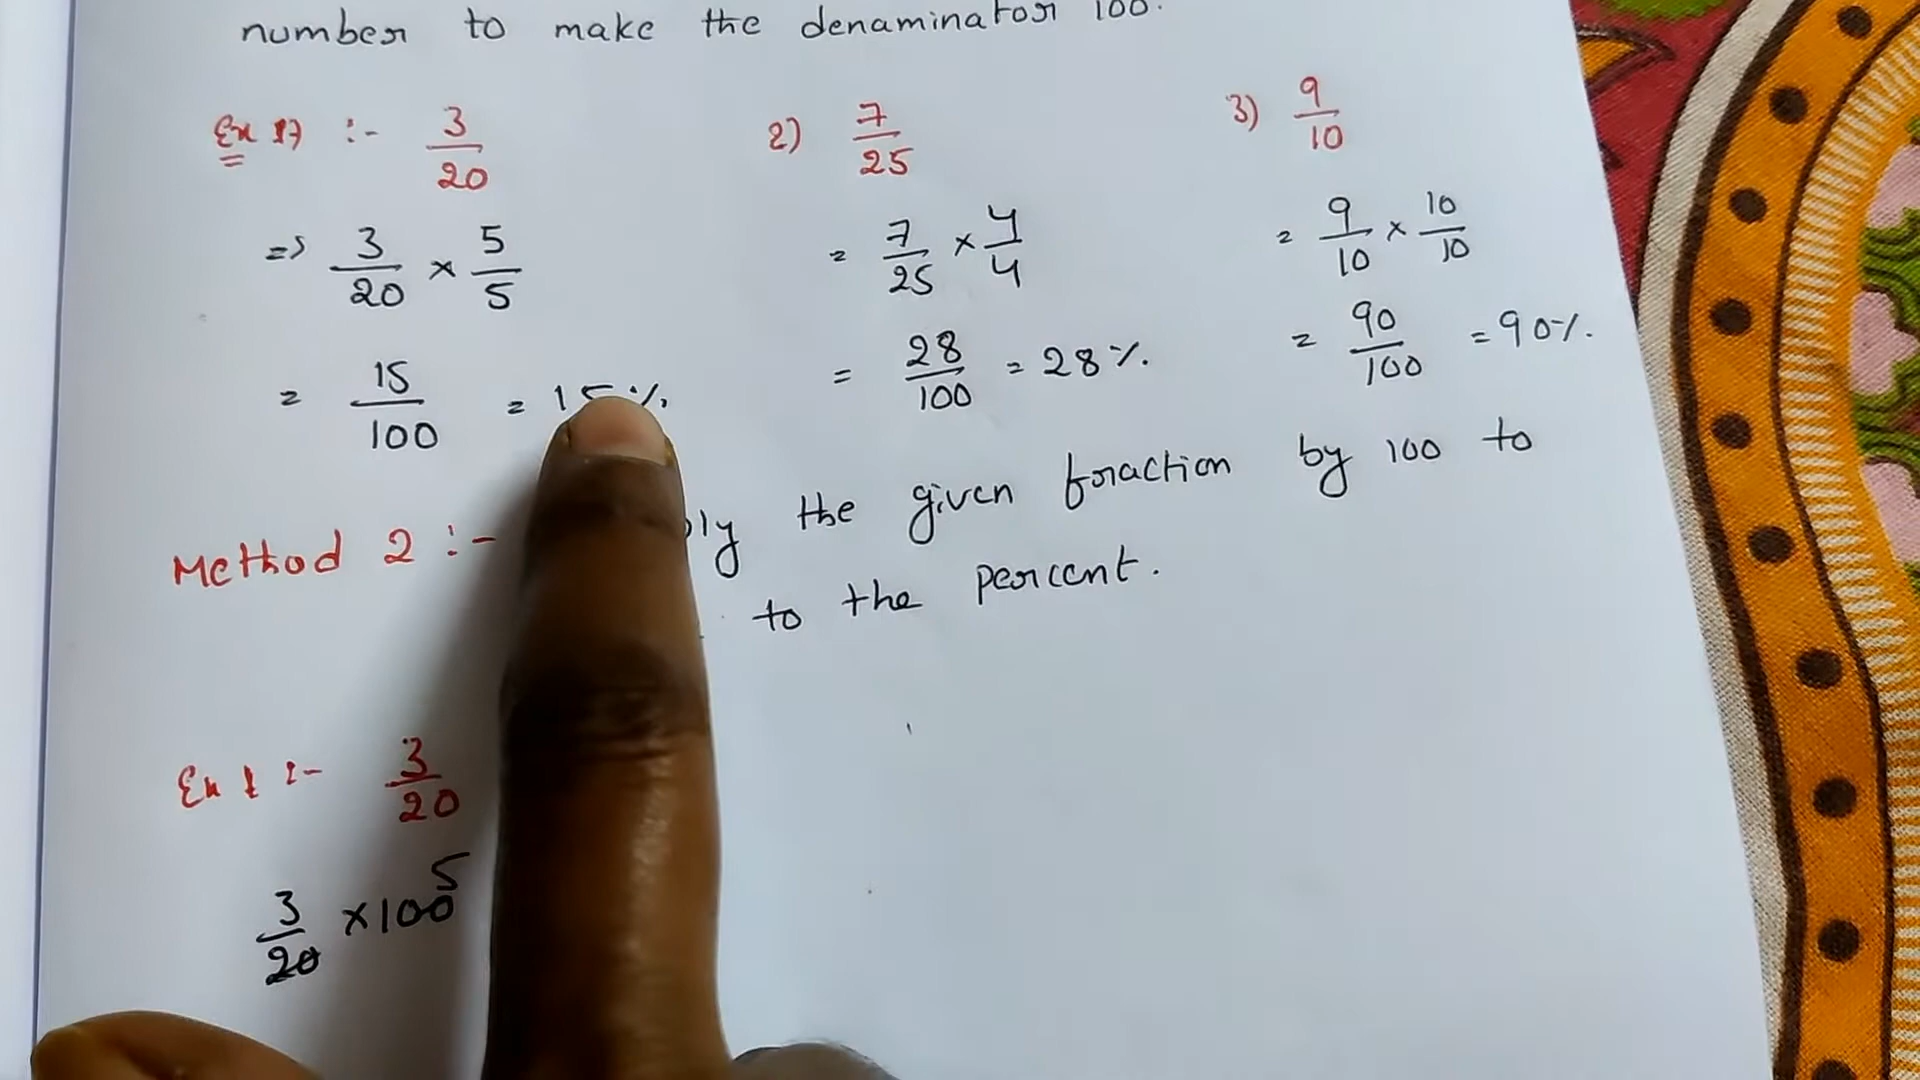 number to make the denaminator 100.
Ex 1) :- 3/20
=> 3/20 × 5/5
= 15/100 = 15%
2) 7/25
= 7/25 × 4/4
= 28/100 = 28%
3) 9/10
= 9/10 × 10/10
= 90/100 = 90%
Method 2 :- the given fraction by 100 to
to the percent.
Ex 1 :- 3/20
3/20 × 100 5